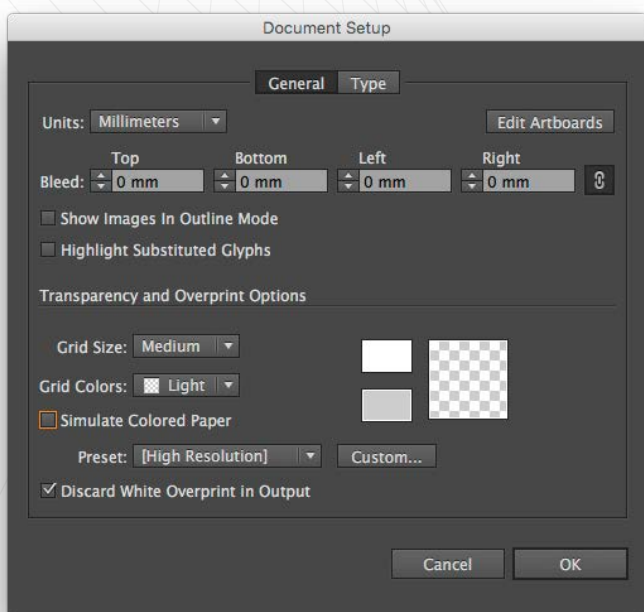 Document Setup
General Type
Units: Millimeters Edit Artboards
Top Bottom Left Right
Bleed: 0 mm 0 mm 0 mm 0 mm
Show Images In Outline Mode
Highlight Substituted Glyphs
Transparency and Overprint Options
Grid Size: Medium
Grid Colors: Light
Simulate Colored Paper
Preset: [High Resolution] Custom...
Discard White Overprint in Output
Cancel OK